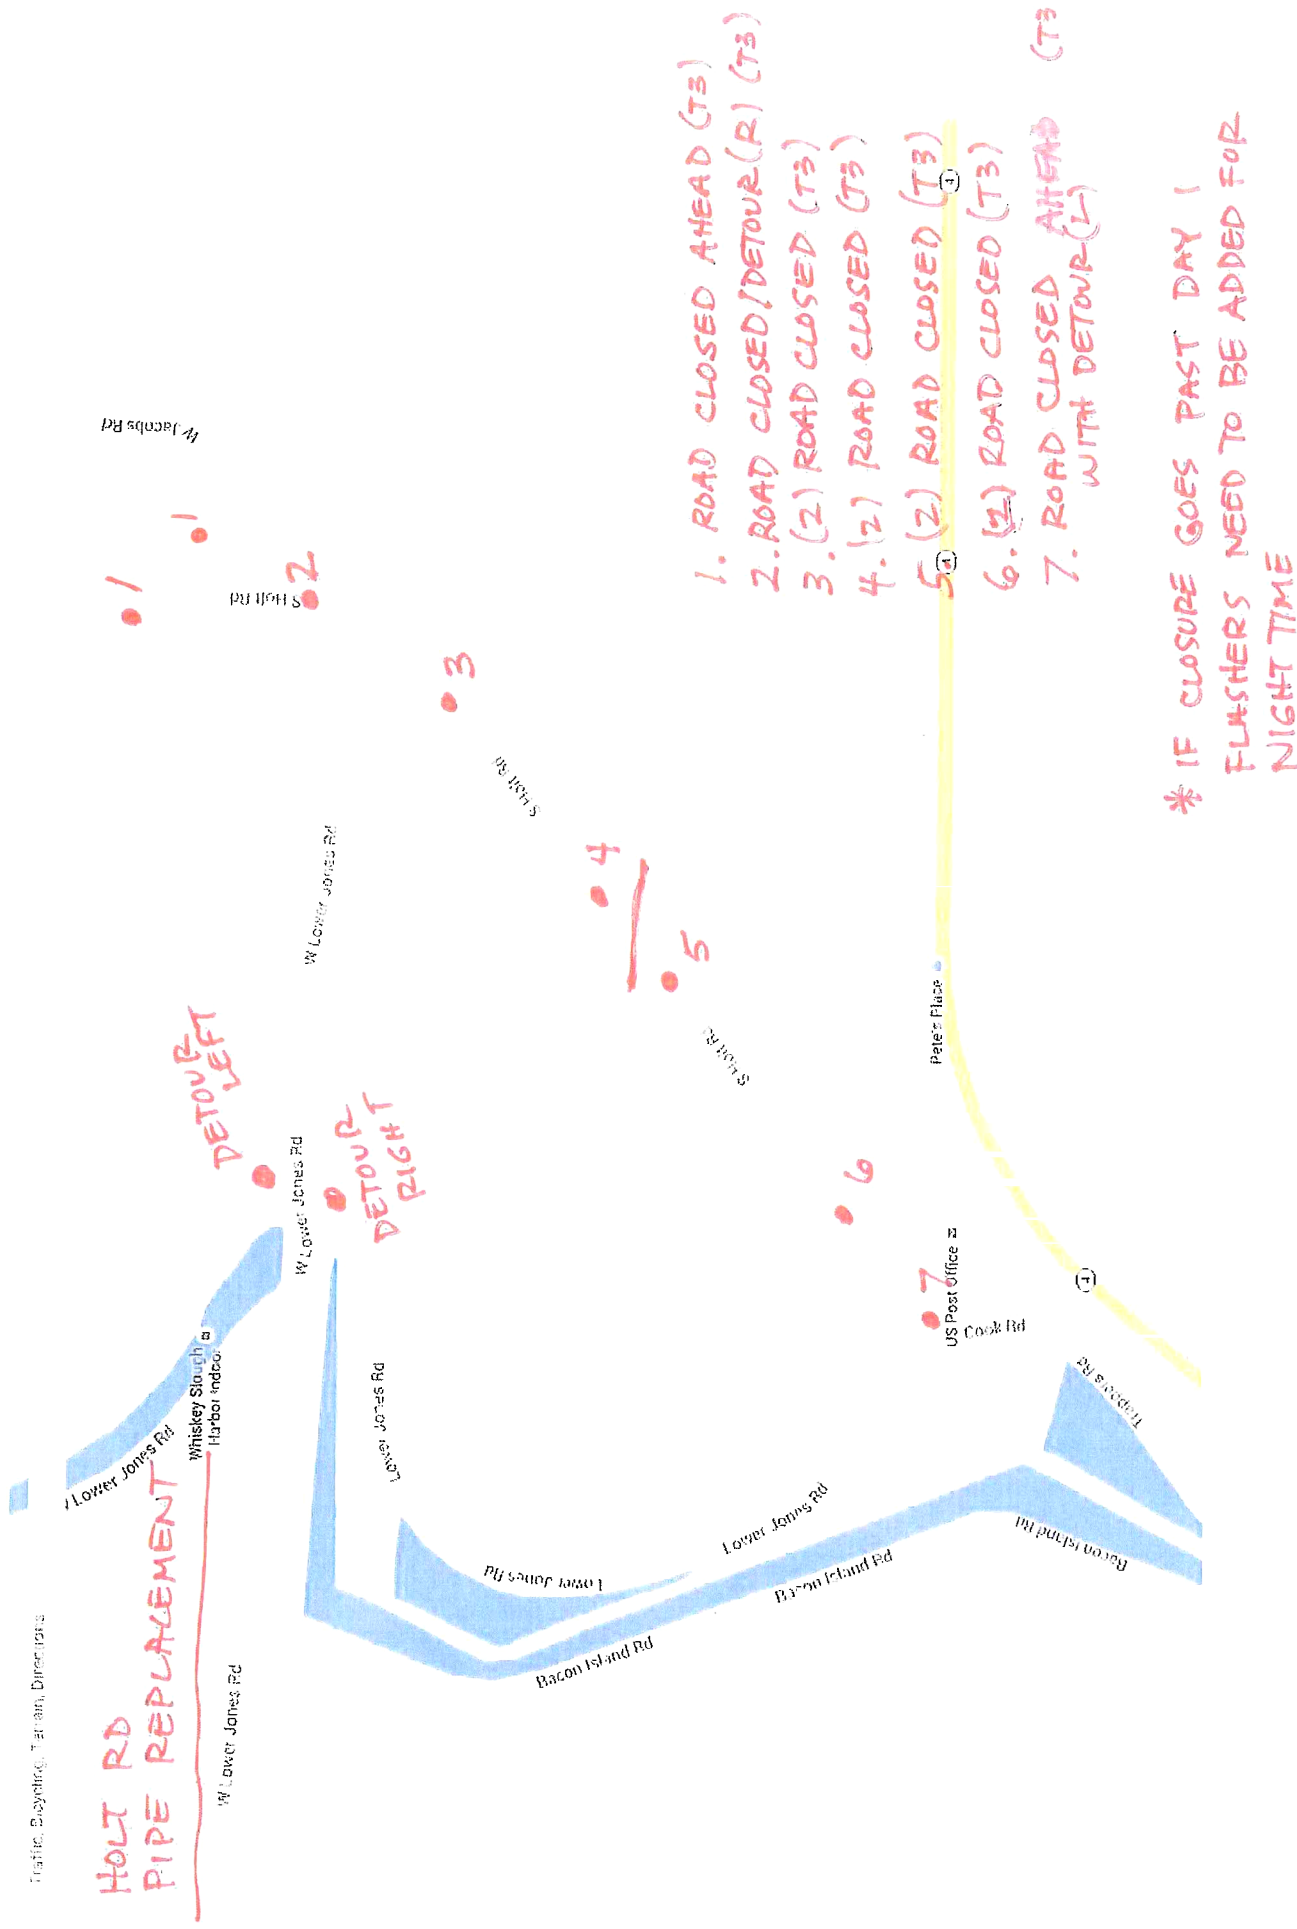 Traffic, Bicycling, Terrain, Directions
HOLT RD
PIPE REPLACEMENT
W Lower Jones Rd
Lower Jones Rd
Whiskey Slough
Harbor Indoor
DETOUR
LEFT
W Lower Jones Rd
DETOUR
RIGHT
W Lower Jones Rd
1
1
W Jacobs Rd
S Holt Rd
2
3
S Holt Rd
4
5
S Holt Rd
6
7
Lower Jones Rd
Lower Jones Rd
Lower Jones Rd
Bacon Island Rd
Bacon Island Rd
Bacon Island Rd
US Post Office
Cook Rd
Trappers Rd
Pete's Place
4
4
4
1. ROAD CLOSED AHEAD (T3)
2. ROAD CLOSED/DETOUR(R) (T3)
3. (2) ROAD CLOSED (T3)
4. (2) ROAD CLOSED (T3)
5. (2) ROAD CLOSED (T3)
6. (2) ROAD CLOSED (T3)
7. ROAD CLOSED AHEAD (T3
WITH DETOUR(L)
* IF CLOSURE GOES PAST DAY 1
FLASHERS NEED TO BE ADDED FOR
NIGHT TIME